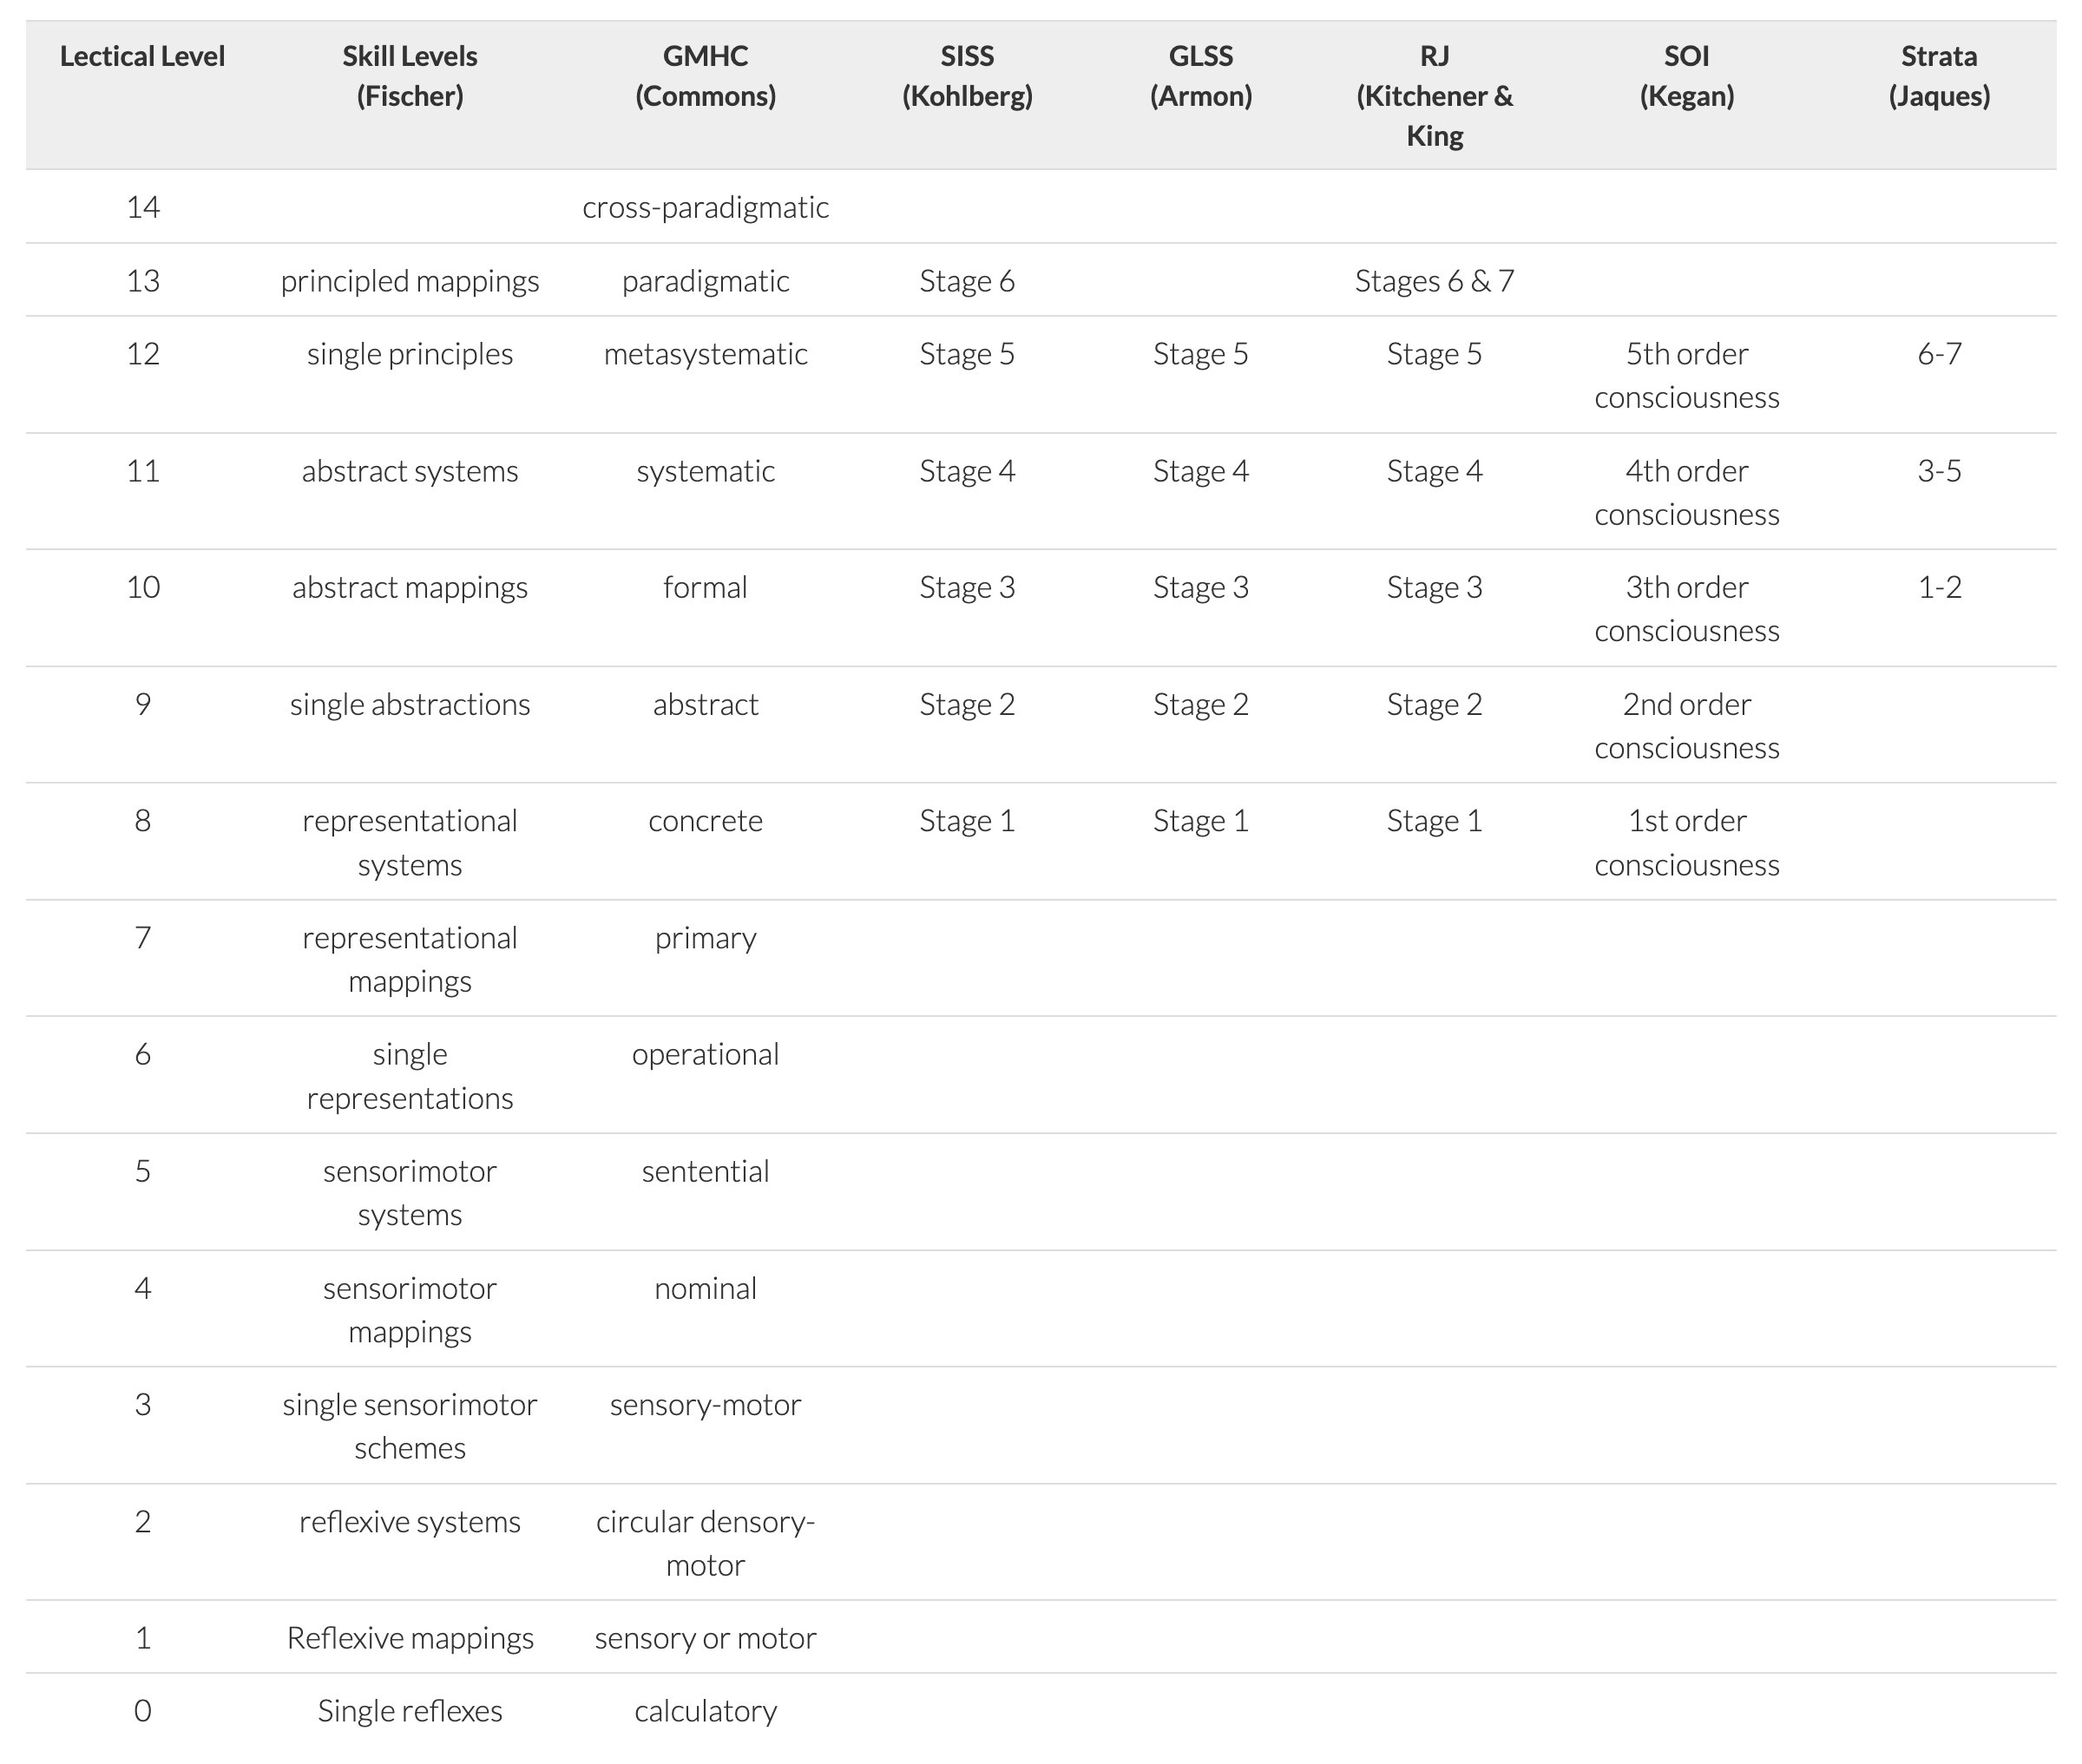 Lectical Level Skill Levels (Fischer) GMHC (Commons) SISS (Kohlberg) GLSS (Armon) RJ (Kitchener & King SOI (Kegan) Strata (Jaques)
14 cross-paradigmatic
13 principled mappings paradigmatic Stage 6 Stages 6 & 7
12 single principles metasystematic Stage 5 Stage 5 Stage 5 5th order consciousness 6-7
11 abstract systems systematic Stage 4 Stage 4 Stage 4 4th order consciousness 3-5
10 abstract mappings formal Stage 3 Stage 3 Stage 3 3th order consciousness 1-2
9 single abstractions abstract Stage 2 Stage 2 Stage 2 2nd order consciousness
8 representational systems concrete Stage 1 Stage 1 Stage 1 1st order consciousness
7 representational mappings primary
6 single representations operational
5 sensorimotor systems sentential
4 sensorimotor mappings nominal
3 single sensorimotor schemes sensory-motor
2 reflexive systems circular densory-motor
1 Reflexive mappings sensory or motor
0 Single reflexes calculatory